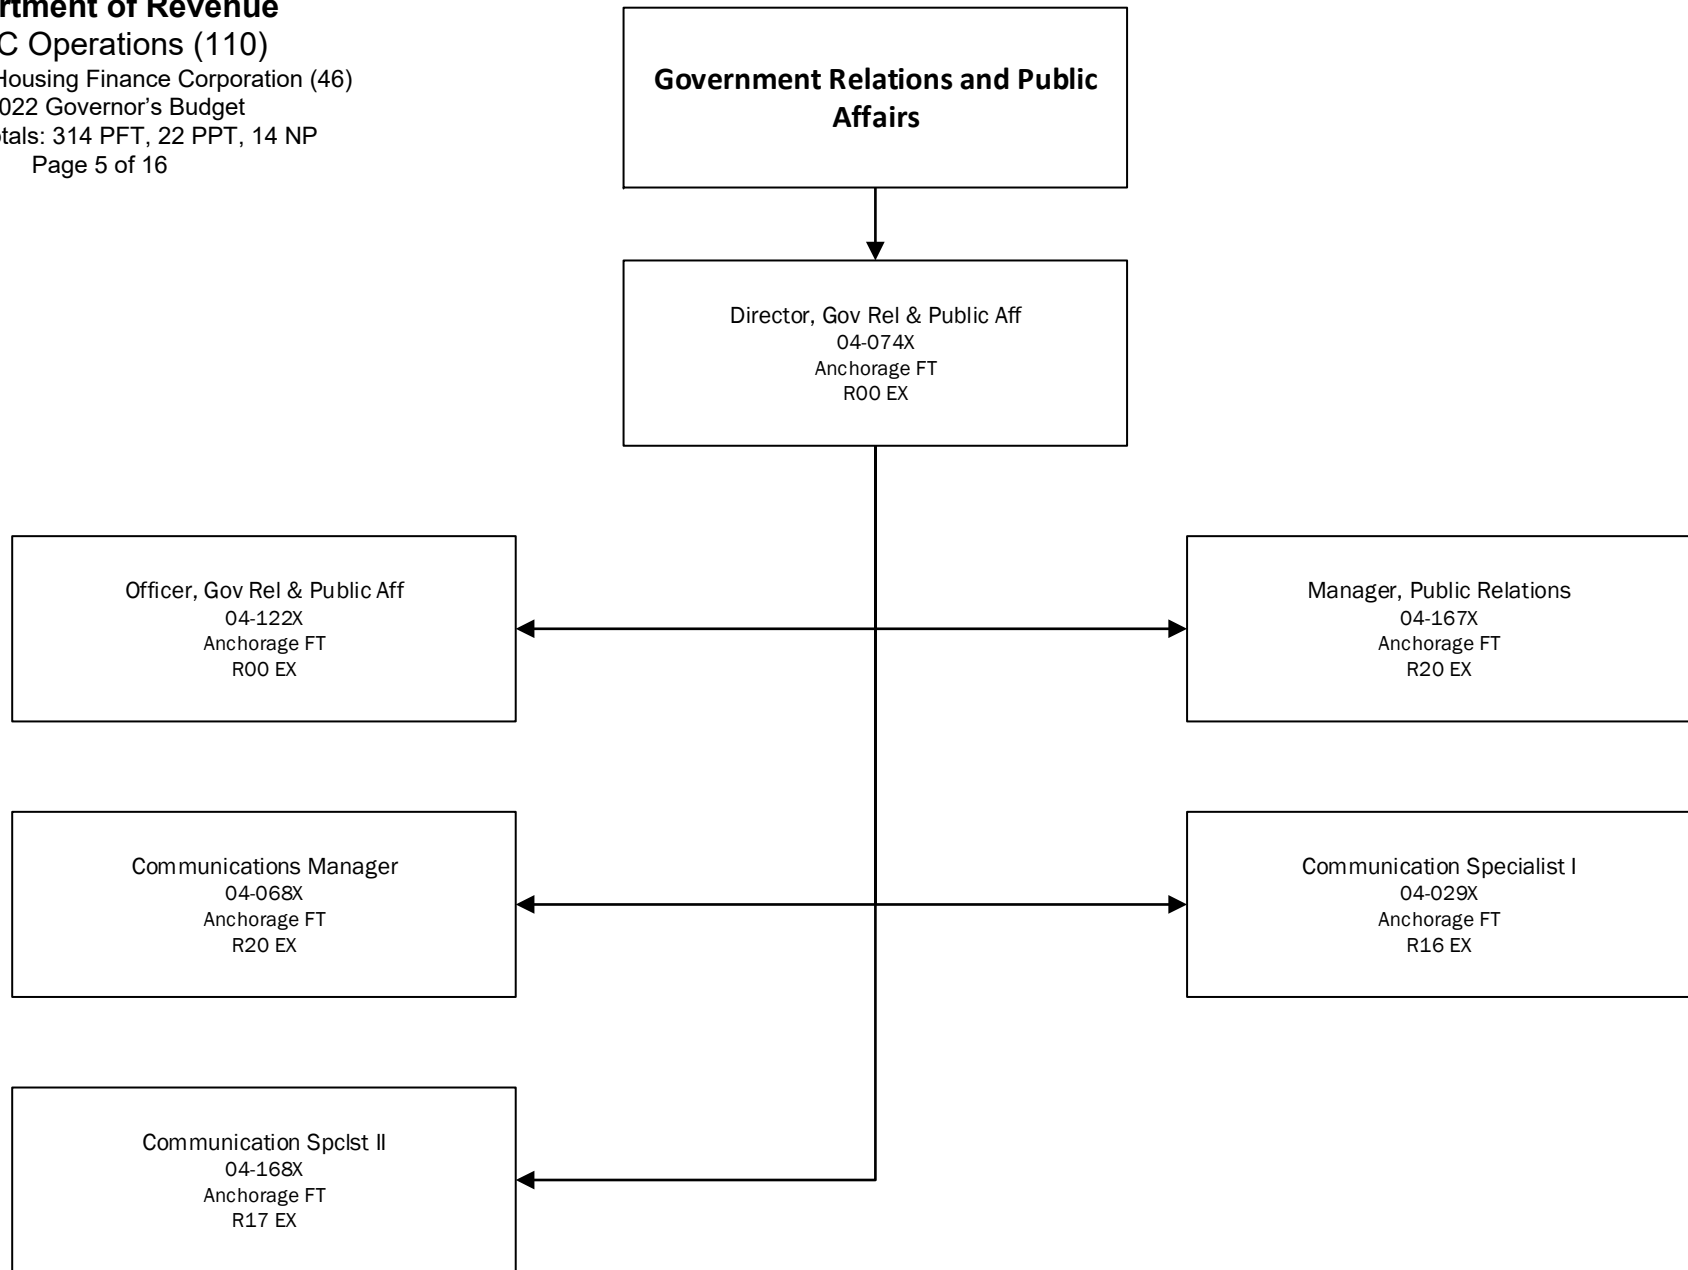 rtment of Revenue
C Operations (110)
Housing Finance Corporation (46)
022 Governor's Budget
tals: 314 PFT, 22 PPT, 14 NP
Page 5 of 16
Government Relations and Public
Affairs
Director, Gov Rel & Public Aff
04-074X
Anchorage FT
R00 EX
Officer, Gov Rel & Public Aff
04-122X
Anchorage FT
R00 EX
Manager, Public Relations
04-167X
Anchorage FT
R20 EX
Communications Manager
04-068X
Anchorage FT
R20 EX
Communication Specialist I
04-029X
Anchorage FT
R16 EX
Communication Spclst II
04-168X
Anchorage FT
R17 EX